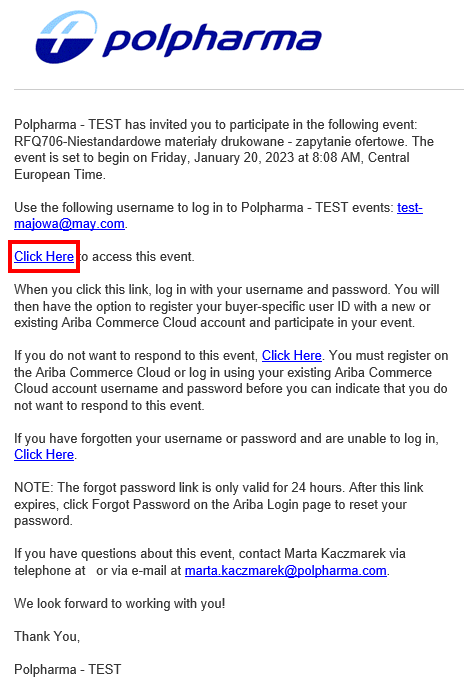 polpharma
Polpharma - TEST has invited you to participate in the following event:
RFQ706-Niestandardowe materiały drukowane - zapytanie ofertowe. The
event is set to begin on Friday, January 20, 2023 at 8:08 AM, Central
European Time.
Use the following username to log in to Polpharma - TEST events: test-
majowa@may.com.
Click Here to access this event.
When you click this link, log in with your username and password. You will
then have the option to register your buyer-specific user ID with a new or
existing Ariba Commerce Cloud account and participate in your event.
If you do not want to respond to this event, Click Here. You must register on
the Ariba Commerce Cloud or log in using your existing Ariba Commerce
Cloud account username and password before you can indicate that you do
not want to respond to this event.
If you have forgotten your username or password and are unable to log in,
Click Here.
NOTE: The forgot password link is only valid for 24 hours. After this link
expires, click Forgot Password on the Ariba Login page to reset your
password.
If you have questions about this event, contact Marta Kaczmarek via
telephone at   or via e-mail at marta.kaczmarek@polpharma.com.
We look forward to working with you!
Thank You,
Polpharma - TEST